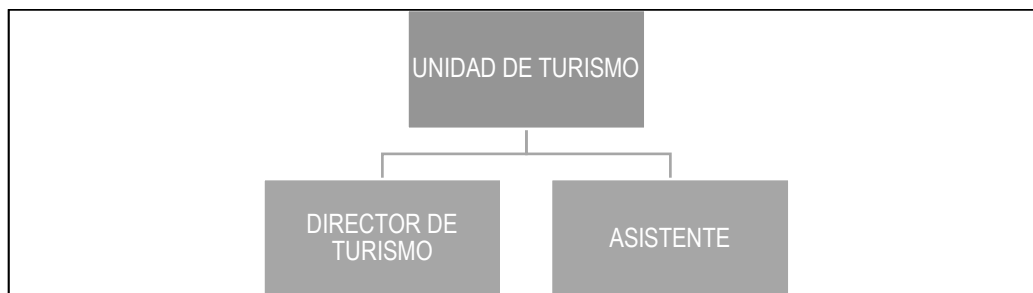 UNIDAD DE TURISMO
DIRECTOR DE
TURISMO
ASISTENTE